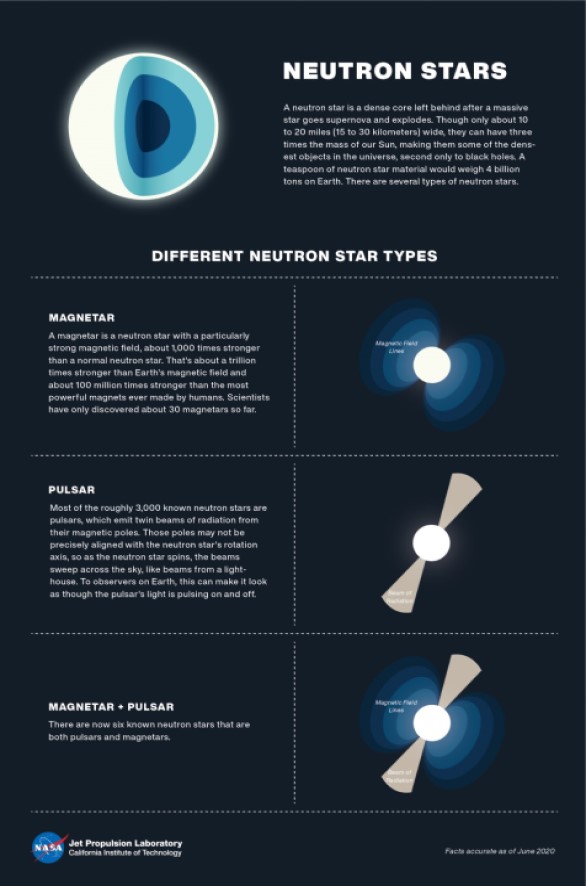 NEUTRON STARS
A neutron star is a dense core left behind after a massive
star goes supernova and explodes. Though only about 10
to 20 miles (15 to 30 kilometers) wide, they can have three
times the mass of our Sun, making them some of the dens-
est objects in the universe, second only to black holes. A
teaspoon of neutron star material would weigh 4 billion
tons on Earth. There are several types of neutron stars.
DIFFERENT NEUTRON STAR TYPES
MAGNETAR
A magnetar is a neutron star with a particularly
strong magnetic field, about 1,000 times stronger
than a normal neutron star. That's about a trillion
times stronger than Earth's magnetic field and
about 100 million times stronger than the most
powerful magnets ever made by humans. Scientists
have only discovered about 30 magnetars so far.
Magnetic Field
Lines
PULSAR
Most of the roughly 3,000 known neutron stars are
pulsars, which emit twin beams of radiation from
their magnetic poles. Those poles may not be
precisely aligned with the neutron star's rotation
axis, so as the neutron star spins, the beams
sweep across the sky, like beams from a light-
house. To observers on Earth, this can make it look
as though the pulsar's light is pulsing on and off.
Beam of
Radiation
MAGNETAR + PULSAR
There are now six known neutron stars that are
both pulsars and magnetars.
Magnetic Field
Lines
Beam of
Radiation
NASA
Jet Propulsion Laboratory
California Institute of Technology
Facts accurate as of June 2020